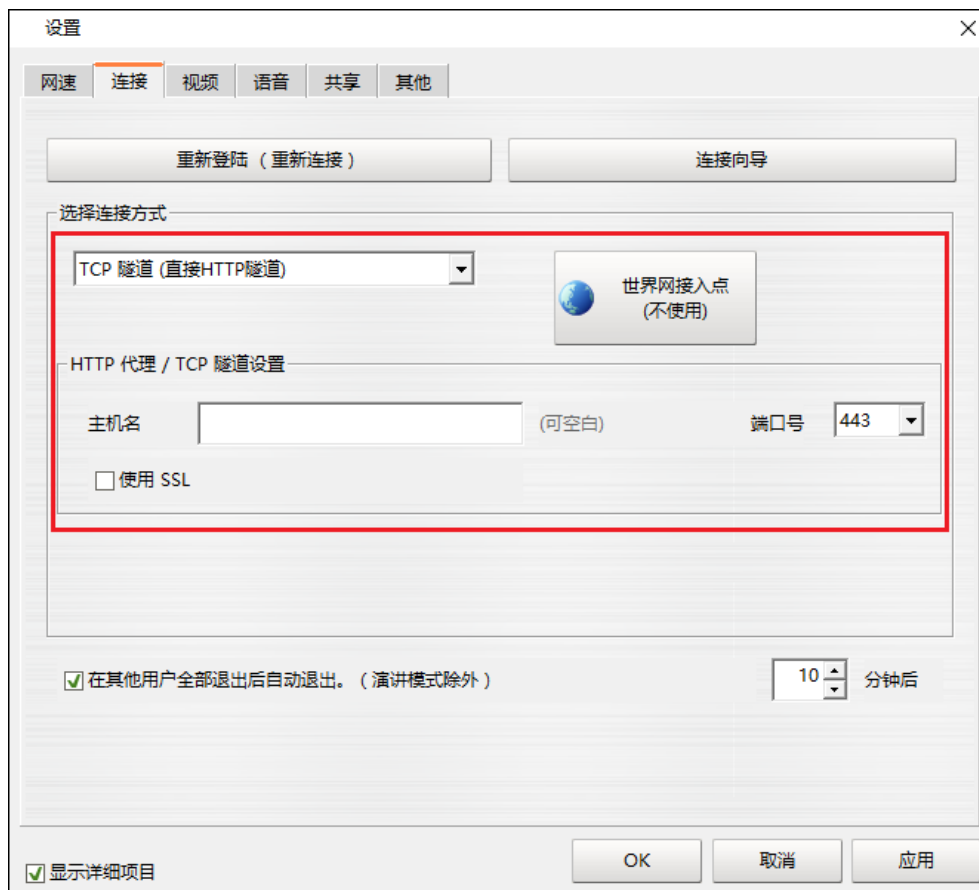 设置
网速 连接 视频 语音 共享 其他
重新登陆 （重新连接） 连接向导
选择连接方式
TCP 隧道 (直接HTTP隧道)
世界网接入点
(不使用)
HTTP 代理 / TCP 隧道设置
主机名 (可空白) 端口号 443
使用 SSL
在其他用户全部退出后自动退出。（演讲模式除外） 10 分钟后
OK 取消 应用
显示详细项目